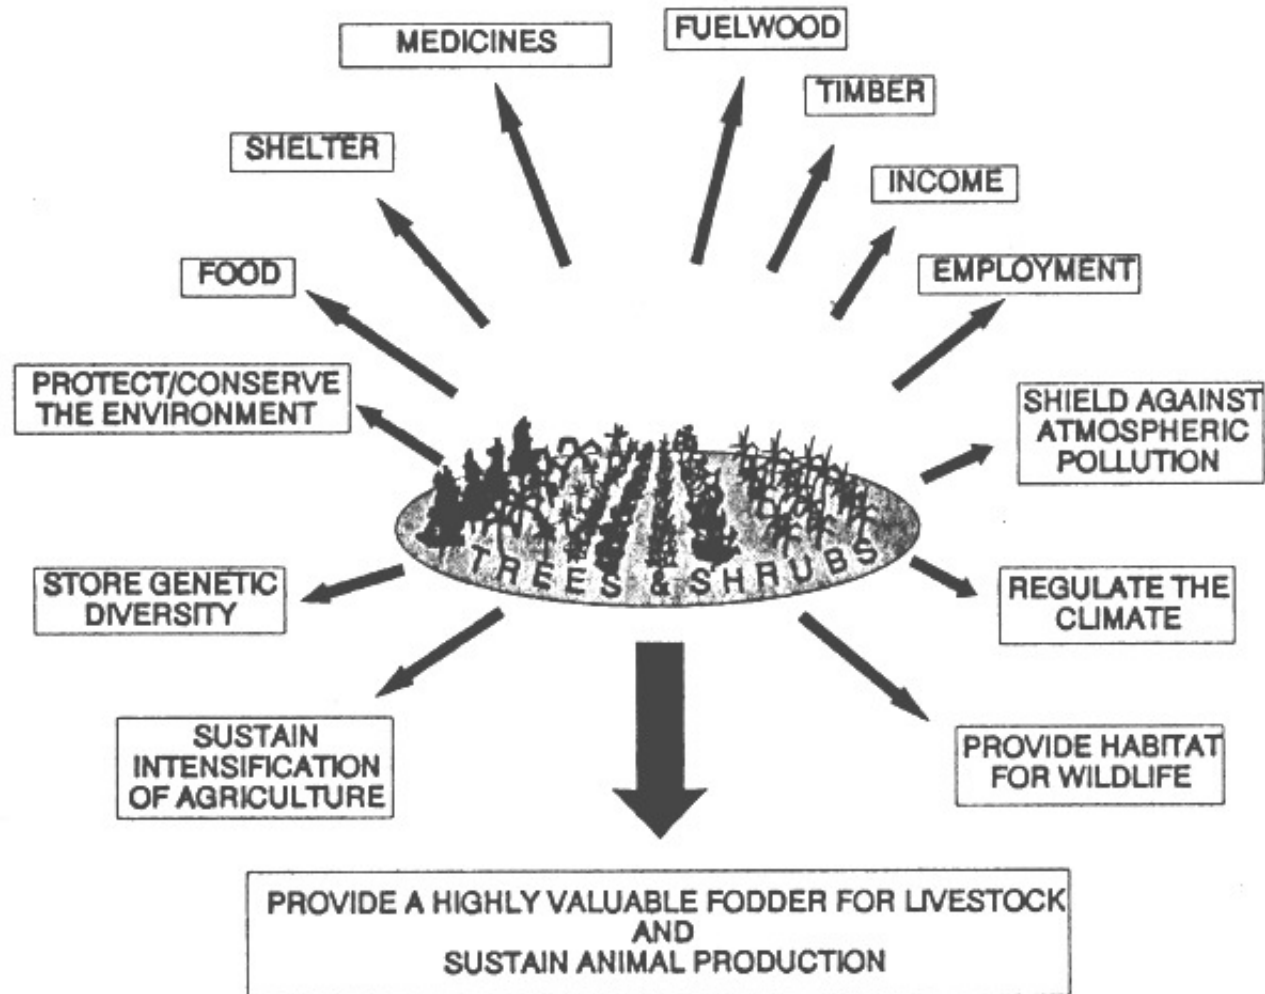 MEDICINES
FUELWOOD
TIMBER
SHELTER
INCOME
FOOD
EMPLOYMENT
PROTECT/CONSERVE
THE ENVIRONMENT
SHIELD AGAINST
ATMOSPHERIC
POLLUTION
TREES & SHRUBS
STORE GENETIC
DIVERSITY
REGULATE THE
CLIMATE
SUSTAIN
INTENSIFICATION
OF AGRICULTURE
PROVIDE HABITAT
FOR WILDLIFE
PROVIDE A HIGHLY VALUABLE FODDER FOR LIVESTOCK
AND
SUSTAIN ANIMAL PRODUCTION